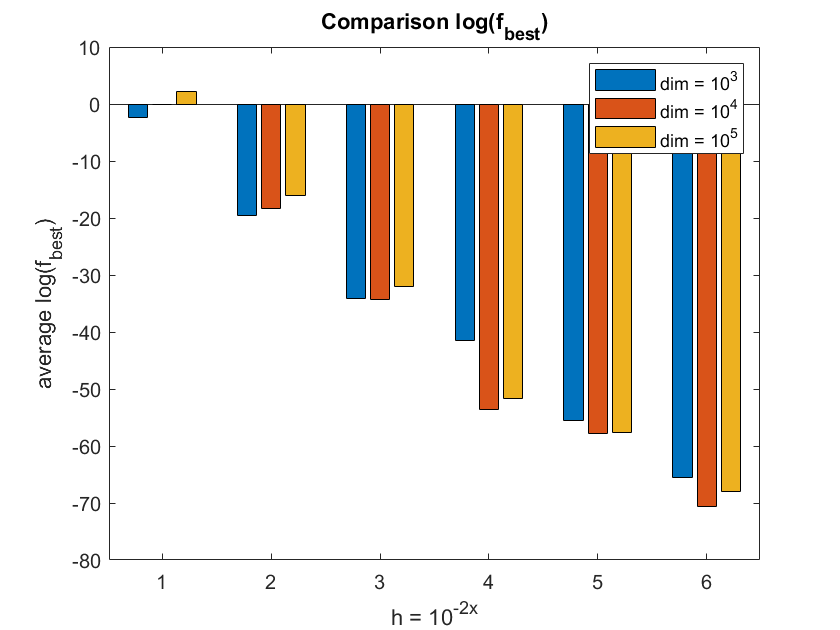 Comparison log(f_best)
10
0
-10
-20
-30
-40
-50
-60
-70
-80
average log(f_best)
dim = 10^3
dim = 10^4
dim = 10^5
1 2 3 4 5 6
h = 10^-2x